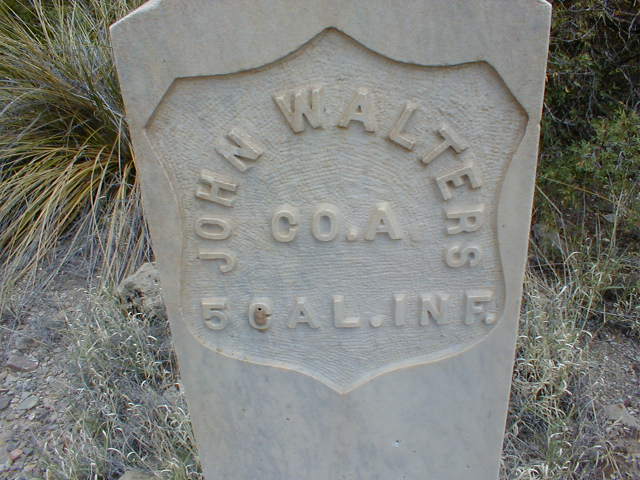 JOHN WALTERS
CO. A
5 CAL. INF.